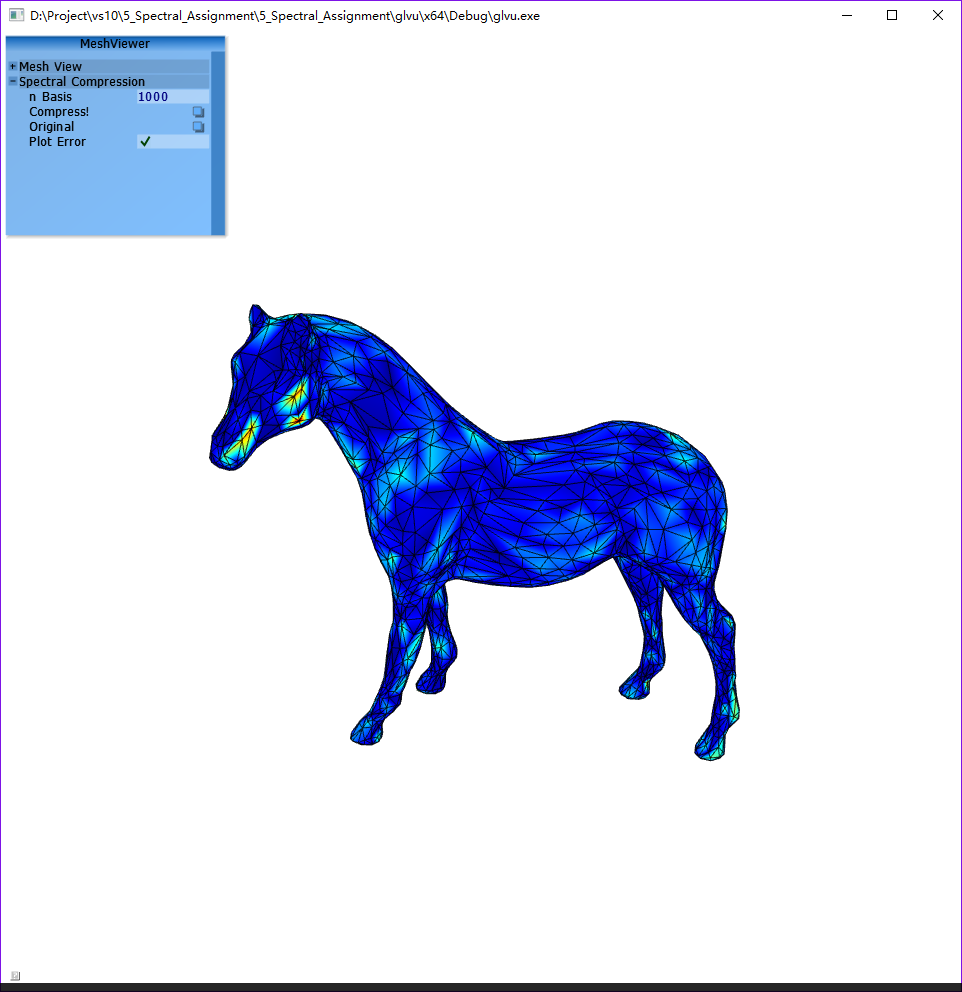 D:\Project\vs10\5_Spectral_Assignment\5_Spectral_Assignment\glvu\x64\Debug\glvu.exe
MeshViewer
Mesh View
Spectral Compression
n Basis 1000
Compress!
Original
Plot Error